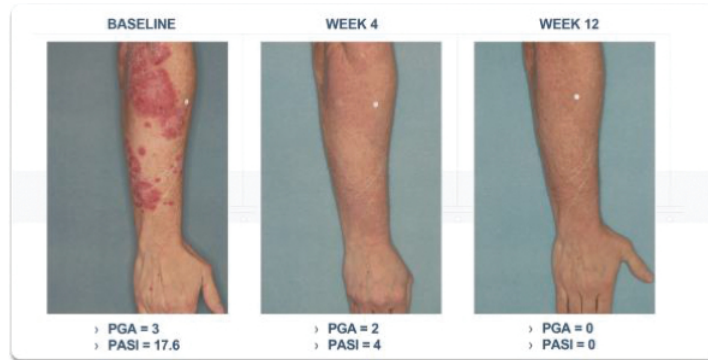 BASELINE
WEEK 4
WEEK 12
› PGA = 3
› PASI = 17.6
› PGA = 2
› PASI = 4
› PGA = 0
› PASI = 0